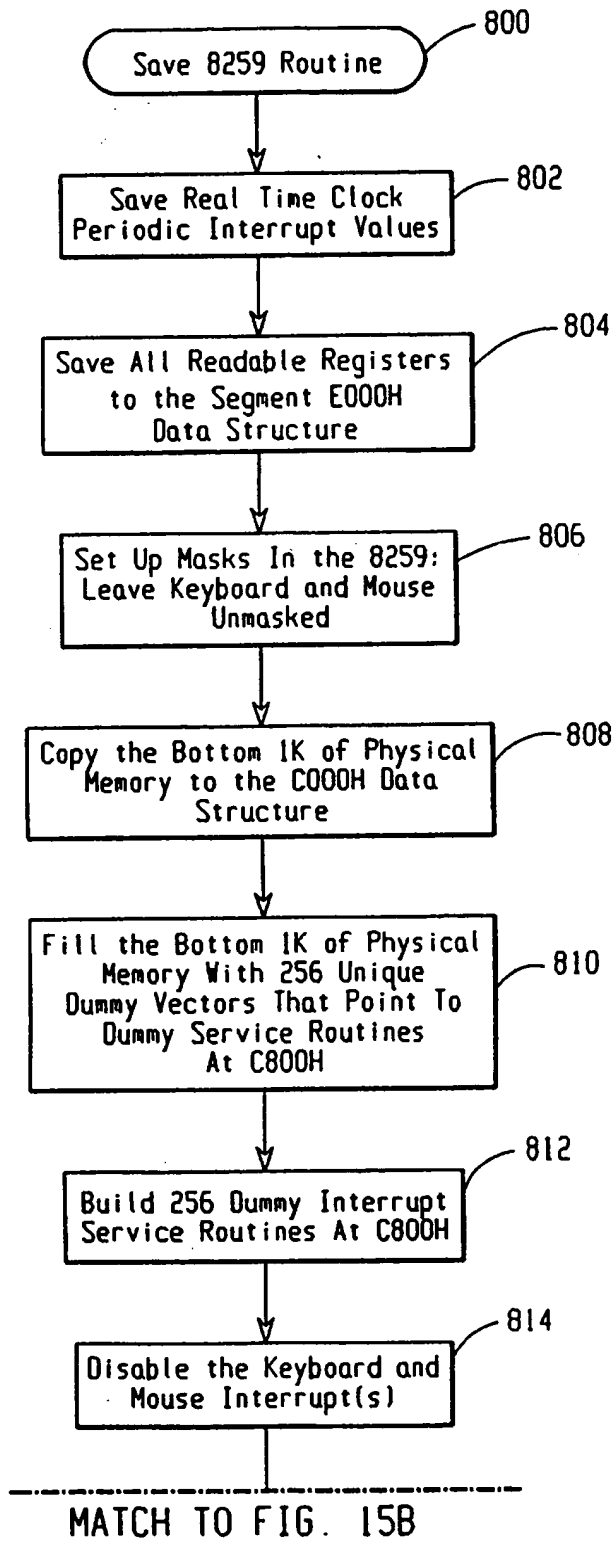 800
Save 8259 Routine
802
Save Real Time Clock
Periodic Interrupt Values
804
Save All Readable Registers
to the Segment E000H
Data Structure
806
Set Up Masks In the 8259:
Leave Keyboard and Mouse
Unmasked
808
Copy the Bottom 1K of Physical
Memory to the C000H Data
Structure
810
Fill the Bottom 1K of Physical
Memory With 256 Unique
Dummy Vectors That Point To
Dummy Service Routines
At C800H
812
Build 256 Dummy Interrupt
Service Routines At C800H
814
Disable the Keyboard and
Mouse Interrupt(s)
MATCH TO FIG. 15B